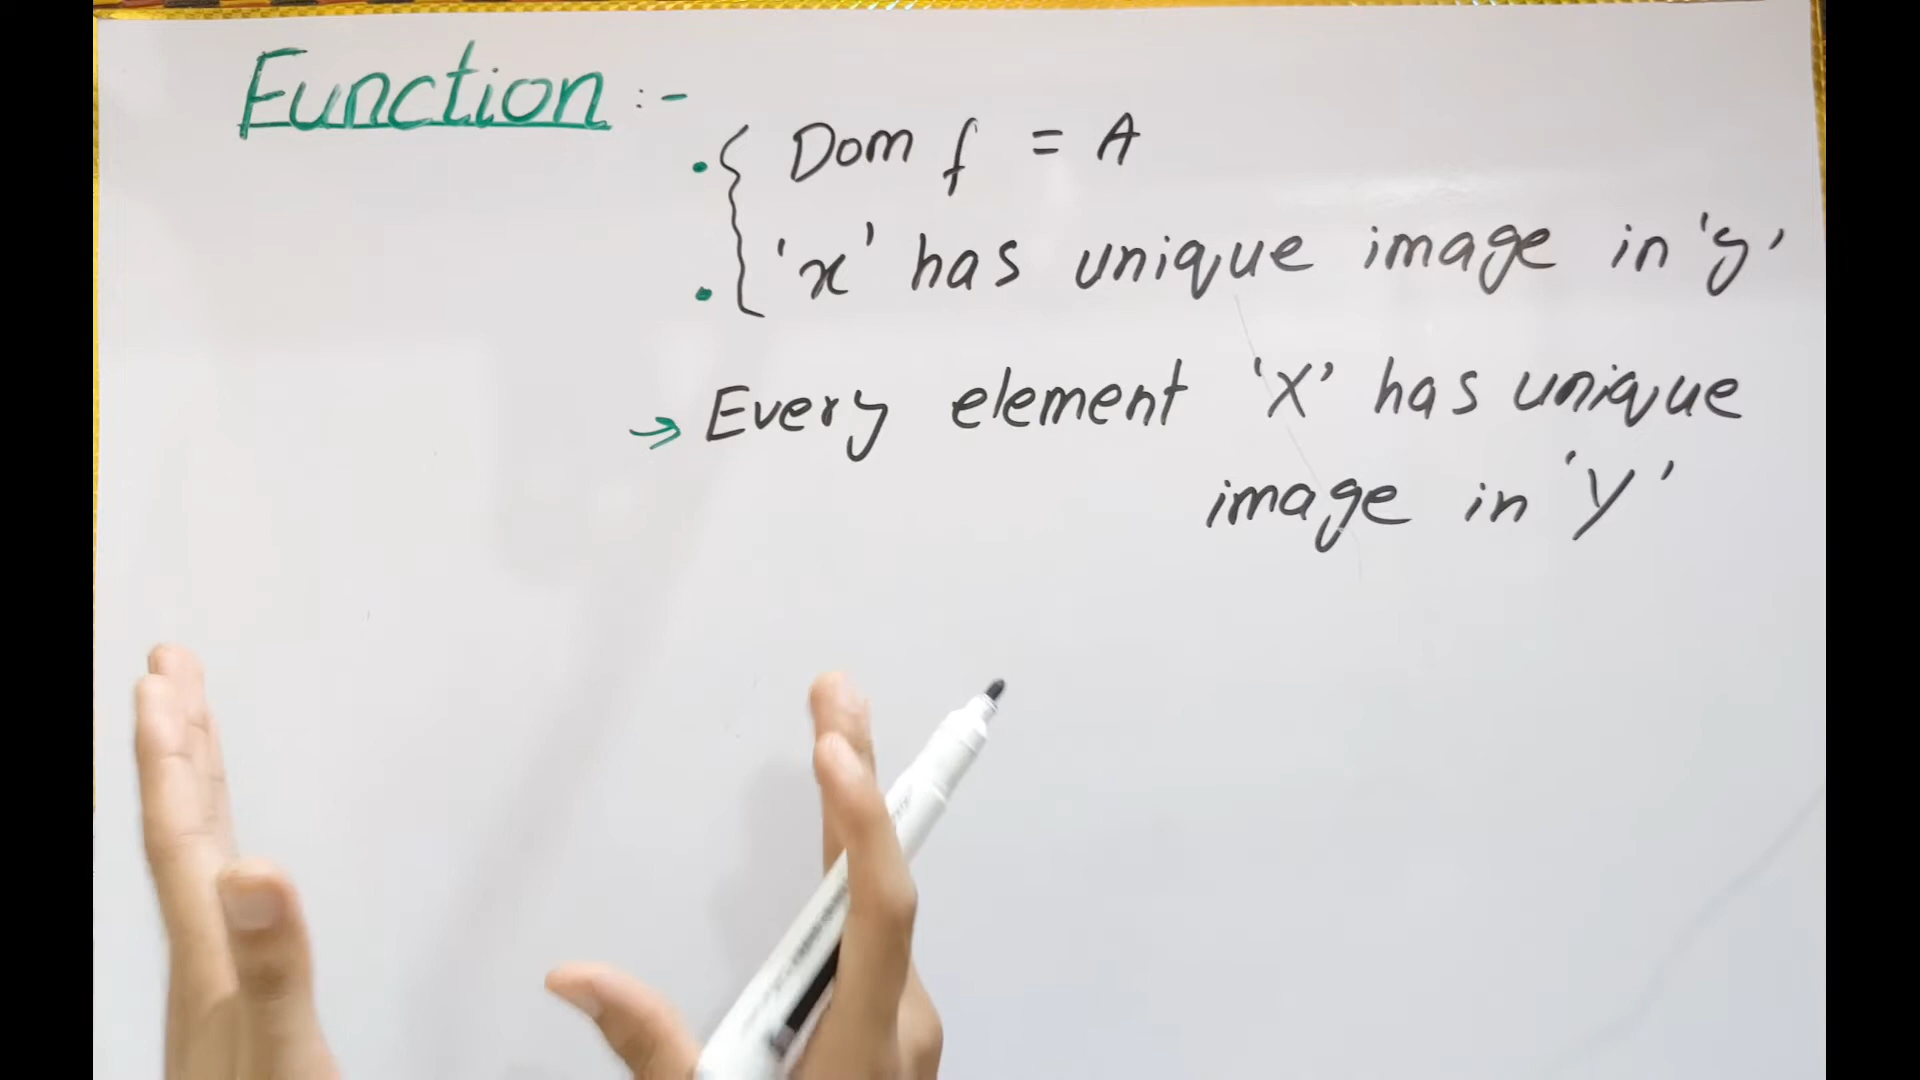 Function :-
Dom f = A
'x' has unique image in 'y'
→ Every element 'X' has unique
image in 'Y'